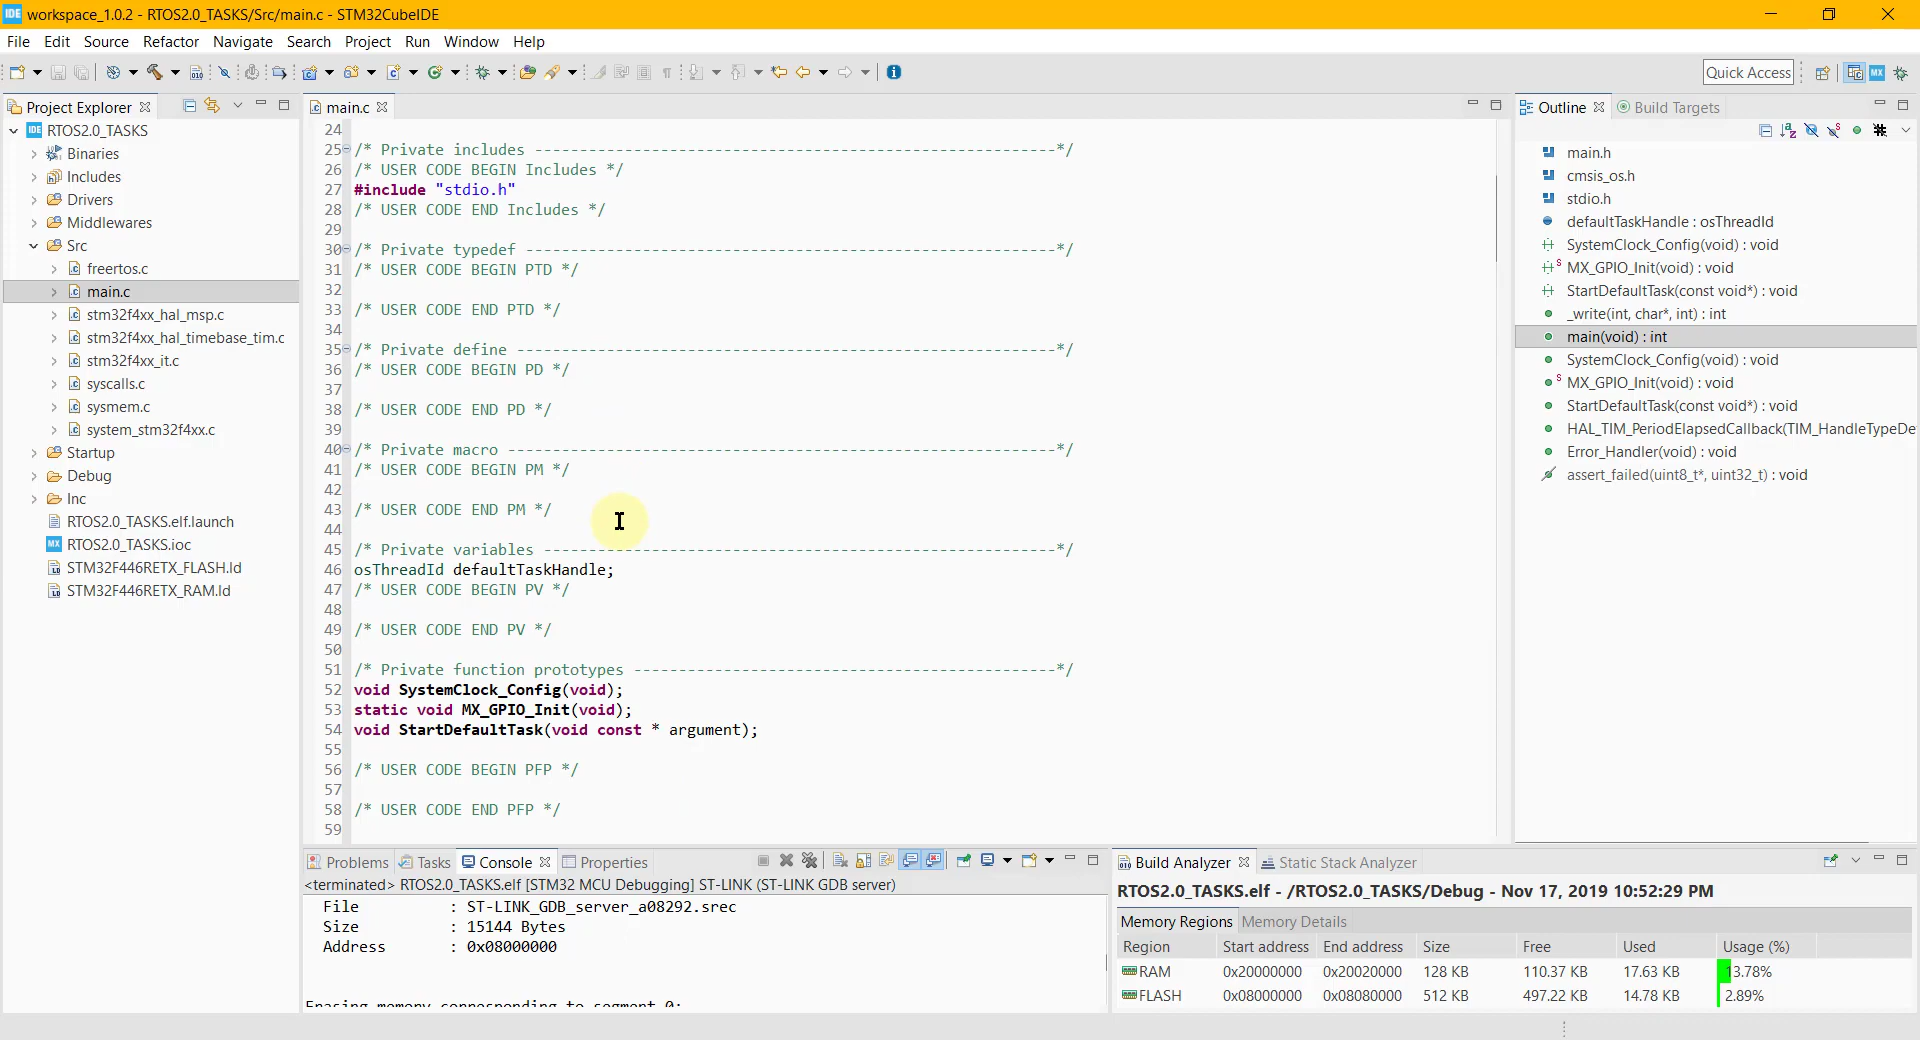 IDE workspace_1.0.2 - RTOS2.0_TASKS/Src/main.c - STM32CubeIDE
File Edit Source Refactor Navigate Search Project Run Window Help
Quick Access
Project Explorer
IDE RTOS2.0_TASKS
Binaries
Includes
Drivers
Middlewares
Src
freertos.c
main.c
stm32f4xx_hal_msp.c
stm32f4xx_hal_timebase_tim.c
stm32f4xx_it.c
syscalls.c
sysmem.c
system_stm32f4xx.c
Startup
Debug
Inc
RTOS2.0_TASKS.elf.launch
MX RTOS2.0_TASKS.ioc
STM32F446RETX_FLASH.ld
STM32F446RETX_RAM.ld
main.c
24
25 /* Private includes ----------------------------------------------------------*/
26 /* USER CODE BEGIN Includes */
27 #include "stdio.h"
28 /* USER CODE END Includes */
29
30 /* Private typedef -----------------------------------------------------------*/
31 /* USER CODE BEGIN PTD */
32
33 /* USER CODE END PTD */
34
35 /* Private define ------------------------------------------------------------*/
36 /* USER CODE BEGIN PD */
37
38 /* USER CODE END PD */
39
40 /* Private macro -------------------------------------------------------------*/
41 /* USER CODE BEGIN PM */
42
43 /* USER CODE END PM */
44
45 /* Private variables ---------------------------------------------------------*/
46 osThreadId defaultTaskHandle;
47 /* USER CODE BEGIN PV */
48
49 /* USER CODE END PV */
50
51 /* Private function prototypes -----------------------------------------------*/
52 void SystemClock_Config(void);
53 static void MX_GPIO_Init(void);
54 void StartDefaultTask(void const * argument);
55
56 /* USER CODE BEGIN PFP */
57
58 /* USER CODE END PFP */
59
Outline Build Targets
main.h
cmsis_os.h
stdio.h
defaultTaskHandle : osThreadId
SystemClock_Config(void) : void
MX_GPIO_Init(void) : void
StartDefaultTask(const void*) : void
_write(int, char*, int) : int
main(void) : int
SystemClock_Config(void) : void
MX_GPIO_Init(void) : void
StartDefaultTask(const void*) : void
HAL_TIM_PeriodElapsedCallback(TIM_HandleTypeDe
Error_Handler(void) : void
assert_failed(uint8_t*, uint32_t) : void
Problems Tasks Console Properties
<terminated> RTOS2.0_TASKS.elf [STM32 MCU Debugging] ST-LINK (ST-LINK GDB server)
File : ST-LINK_GDB_server_a08292.srec
Size : 15144 Bytes
Address : 0x08000000
Erasing memory corresponding to segment 0:
Build Analyzer Static Stack Analyzer
RTOS2.0_TASKS.elf - /RTOS2.0_TASKS/Debug - Nov 17, 2019 10:52:29 PM
Memory Regions Memory Details
Region Start address End address Size Free Used Usage (%)
RAM 0x20000000 0x20020000 128 KB 110.37 KB 17.63 KB 13.78%
FLASH 0x08000000 0x08080000 512 KB 497.22 KB 14.78 KB 2.89%